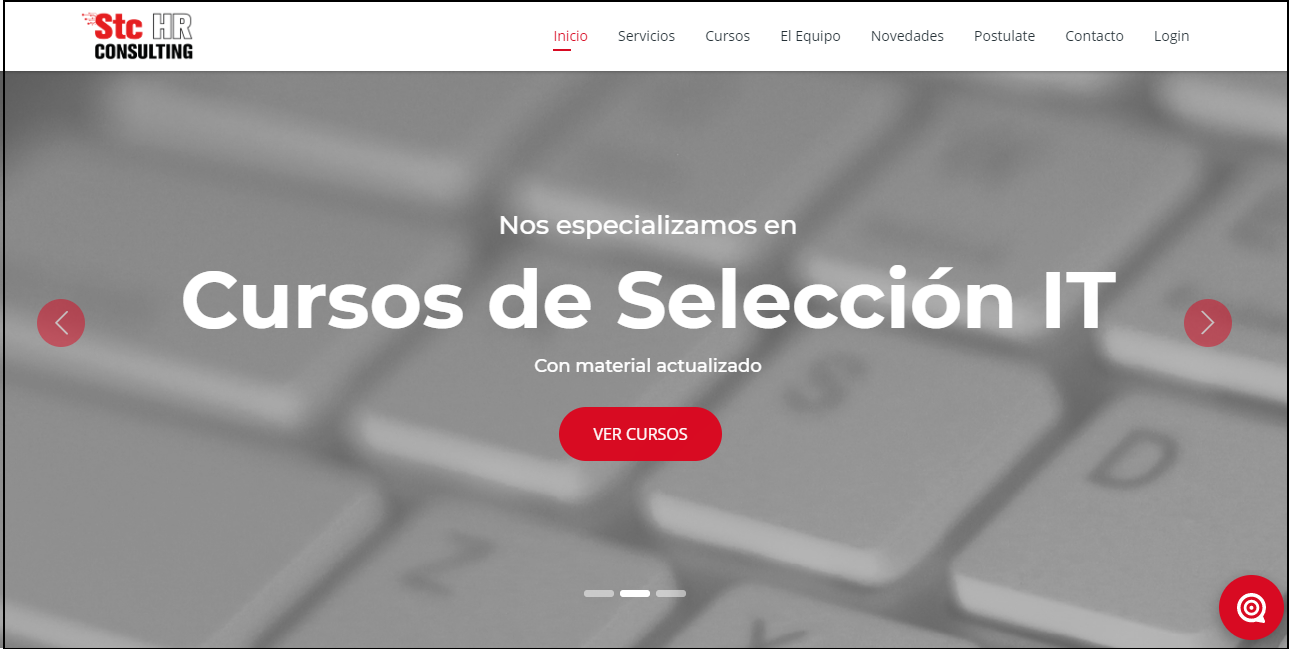 Stc HR
CONSULTING
Inicio
Servicios
Cursos
El Equipo
Novedades
Postulate
Contacto
Login
Nos especializamos en
Cursos de Selección IT
Con material actualizado
VER CURSOS
S
D
Z
X